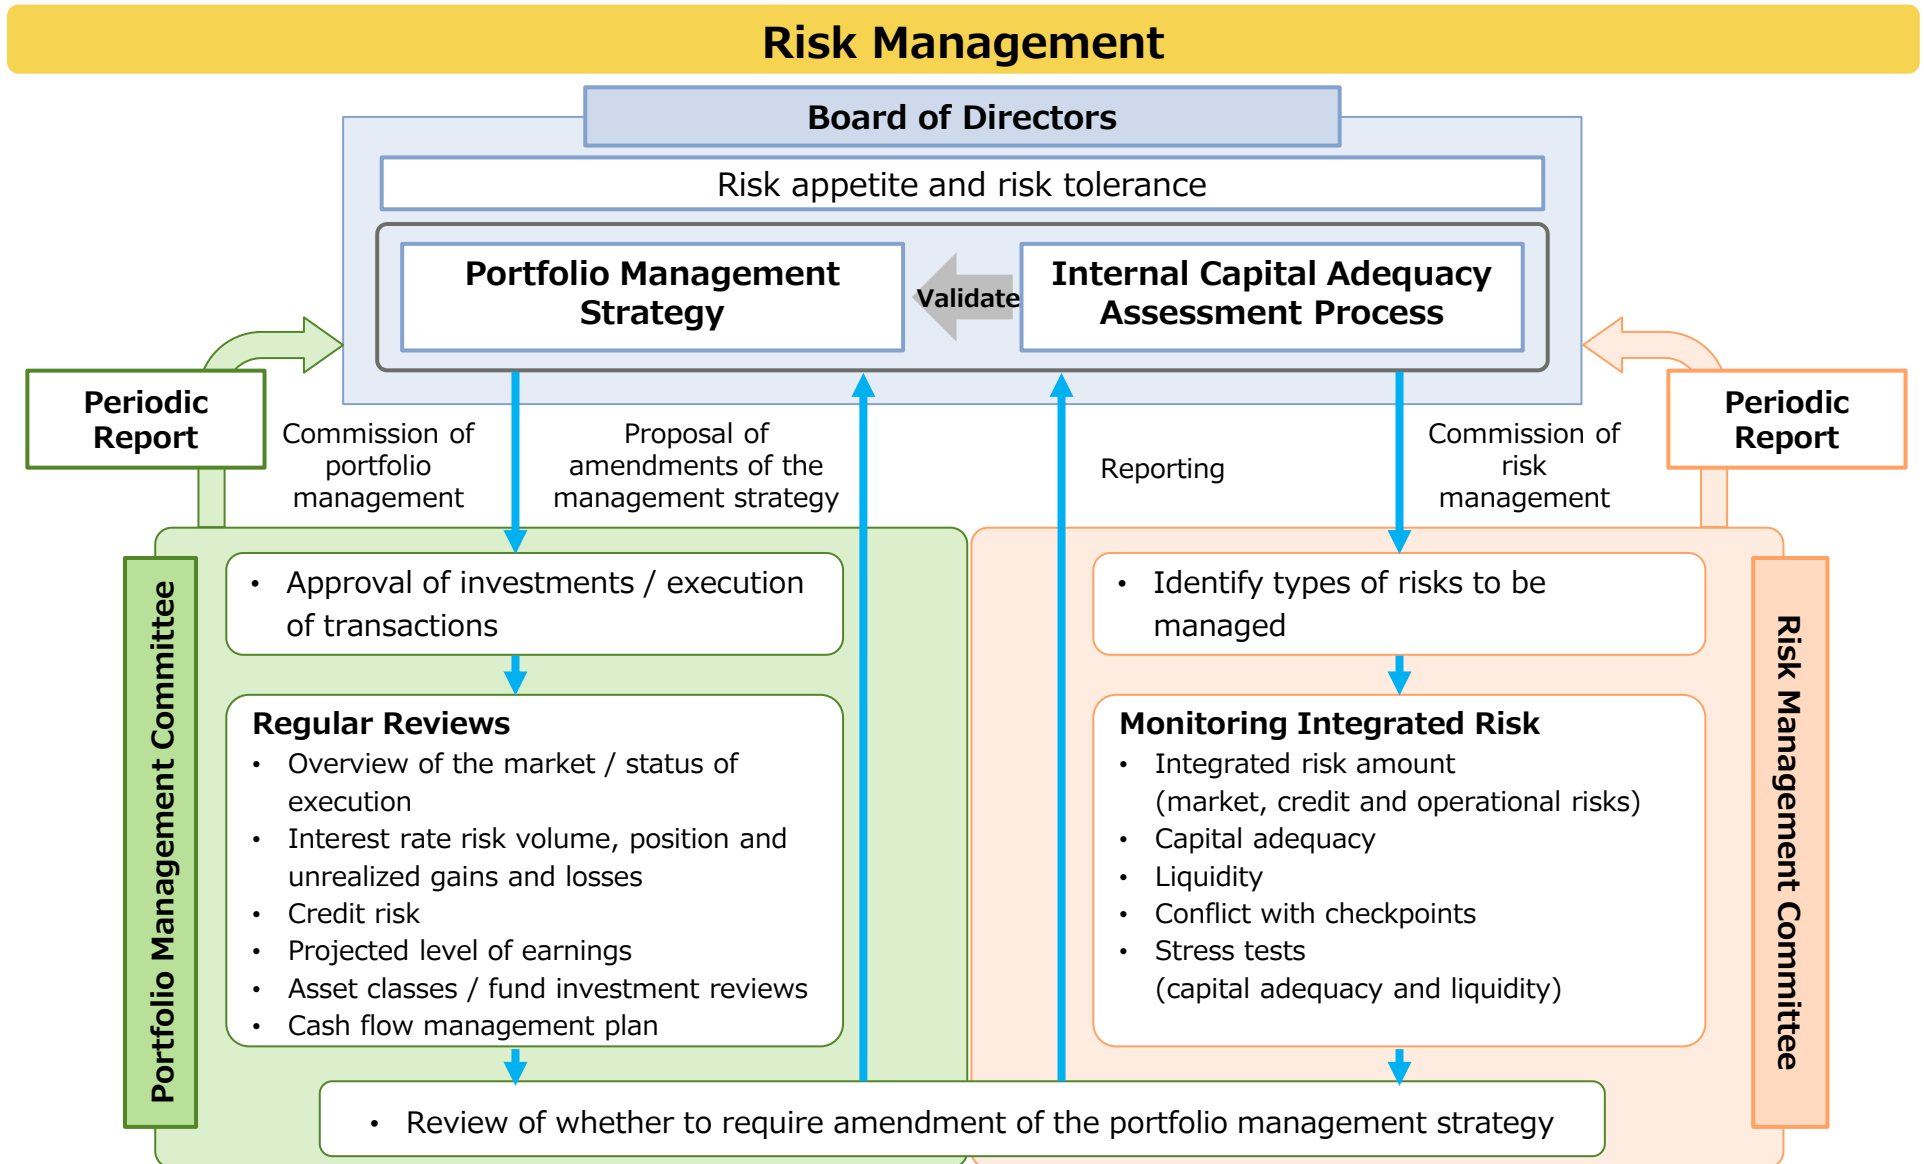 Risk Management
Board of Directors
Risk appetite and risk tolerance
Portfolio Management
Strategy
Validate
Internal Capital Adequacy
Assessment Process
Periodic
Report
Commission of
portfolio
management
Proposal of
amendments of the
management strategy
Reporting
Commission of
risk
management
Periodic
Report
Portfolio Management Committee
• Approval of investments / execution
of transactions
Regular Reviews
• Overview of the market / status of
execution
• Interest rate risk volume, position and
unrealized gains and losses
• Credit risk
• Projected level of earnings
• Asset classes / fund investment reviews
• Cash flow management plan
• Identify types of risks to be
managed
Monitoring Integrated Risk
• Integrated risk amount
(market, credit and operational risks)
• Capital adequacy
• Liquidity
• Conflict with checkpoints
• Stress tests
(capital adequacy and liquidity)
Risk Management Committee
• Review of whether to require amendment of the portfolio management strategy